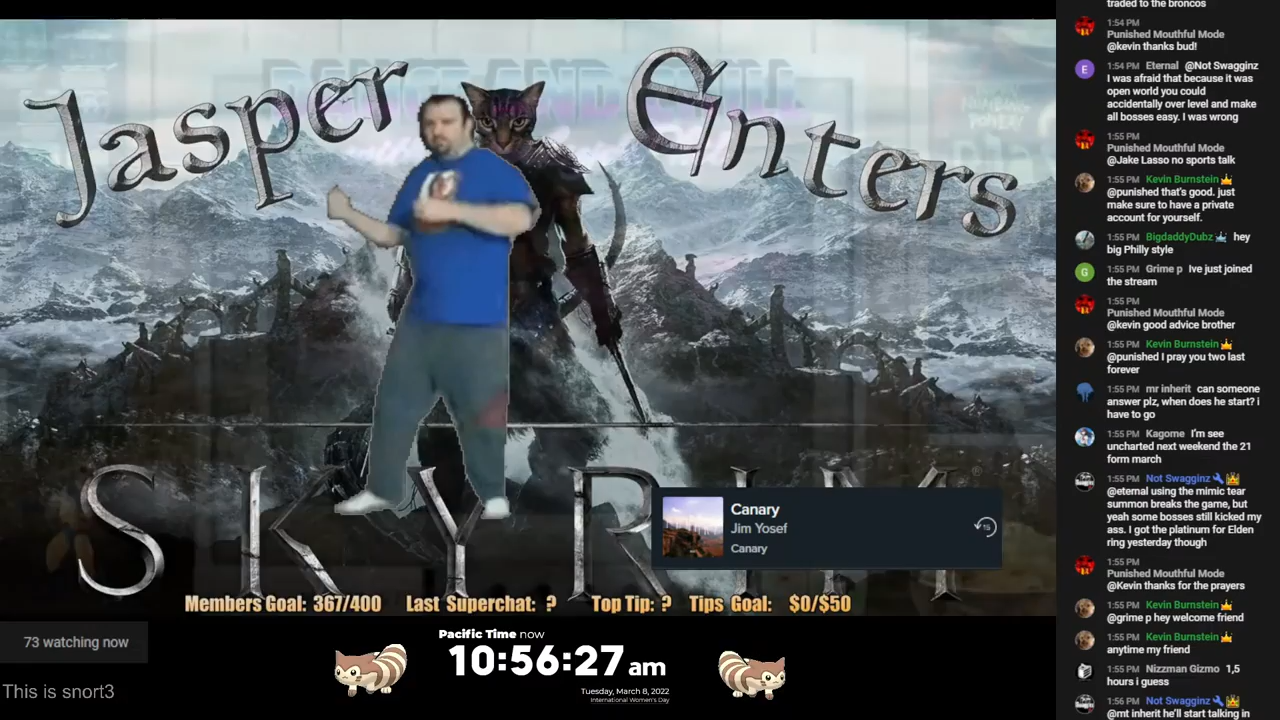 Jasper Enters
SKYRIM
Canary
Jim Yosef
Canary
15
Members Goal: 367/400 Last Superchat: ? Top Tip: ? Tips Goal: $0/$50
73 watching now
This is snort3
Pacific Time now
10:56:27 am
Tuesday, March 8, 2022
International Women's Day
traded to the broncos
1:54 PM
Punished Mouthful Mode
@kevin thanks bud!
E
1:54 PM Eternal @Not Swagginz
I was afraid that because it was
open world you could
accidentally over level and make
all bosses easy. I was wrong
1:55 PM
Punished Mouthful Mode
@Jake Lasso no sports talk
1:55 PM Kevin Burnstein
@punished that's good. just
make sure to have a private
account for yourself.
1:55 PM BigdaddyDubz hey
big Philly style
G
1:55 PM Grime p Ive just joined
the stream
1:55 PM
Punished Mouthful Mode
@kevin good advice brother
1:55 PM Kevin Burnstein
@punished I pray you two last
forever
1:55 PM mr inherit can someone
answer plz, when does he start? i
have to go
1:55 PM Kagome I'm see
uncharted next weekend the 21
form march
1:55 PM Not Swagginz
@eternal using the mimic tear
summon breaks the game, but
yeah some bosses still kicked my
ass. I got the platinum for Elden
ring yesterday though
1:55 PM
Punished Mouthful Mode
@Kevin thanks for the prayers
1:55 PM Kevin Burnstein
@grime p hey welcome friend
1:55 PM Kevin Burnstein
anytime my friend
1:55 PM Nizzman Gizmo 1,5
hours i guess
1:56 PM Not Swagginz
@mt inherit he'll start talking in